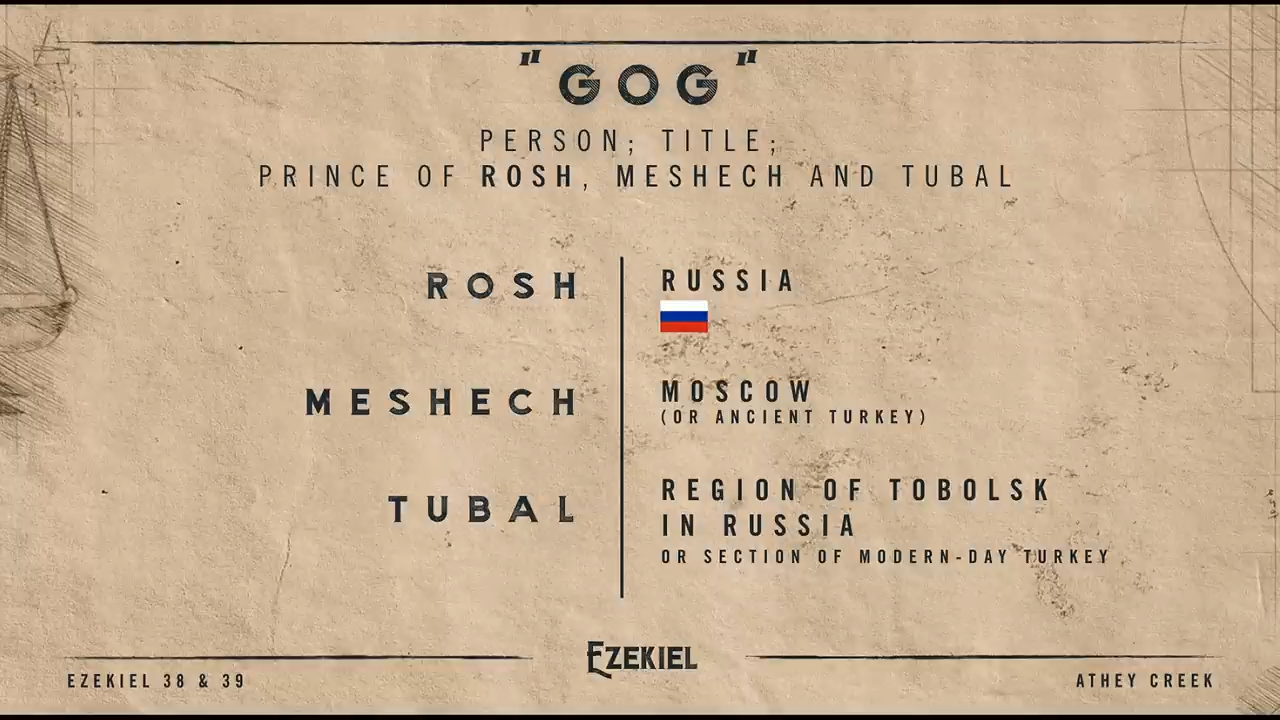 "GOG"
PERSON; TITLE;
PRINCE OF ROSH, MESHECH AND TUBAL
ROSH
RUSSIA
MESHECH
MOSCOW
(OR ANCIENT TURKEY)
TUBAL
REGION OF TOBOLSK
IN RUSSIA
OR SECTION OF MODERN-DAY TURKEY
EZEKIEL
EZEKIEL 38 & 39
ATHEY CREEK